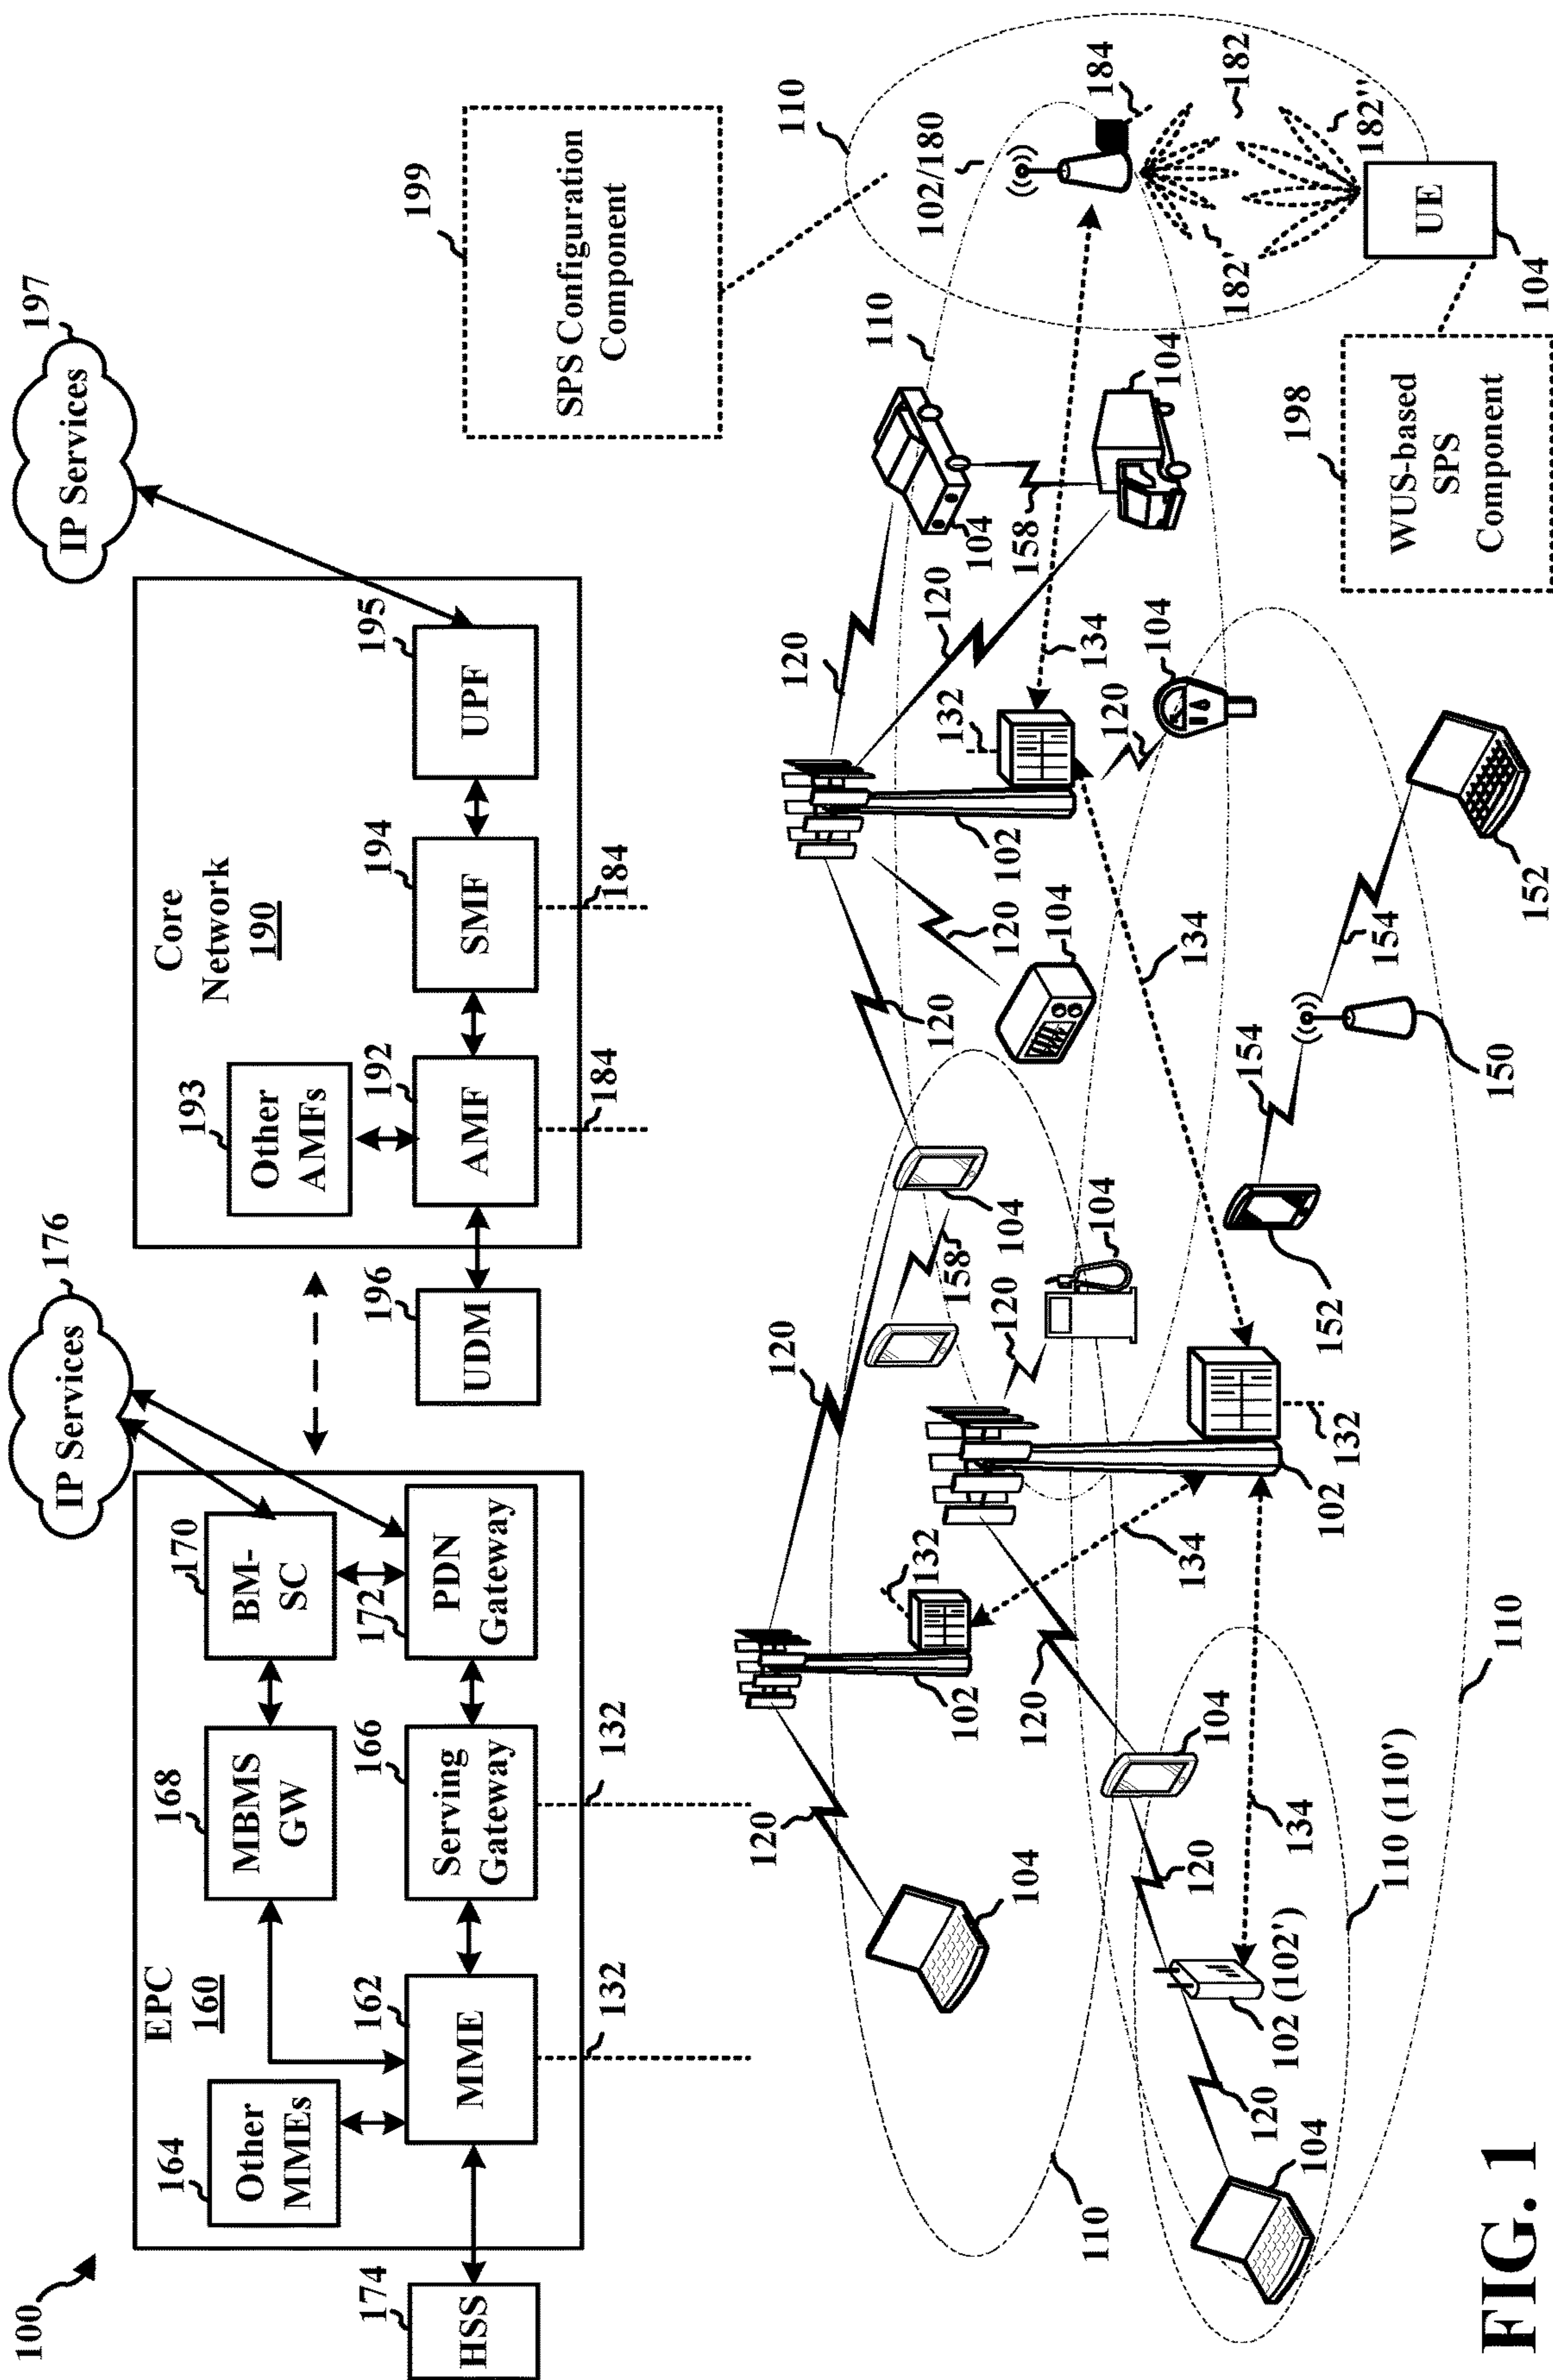 100
EPC
160
164
Other
MMEs
174
HSS
162
MME
132
168
MBMS
GW
166
Serving
Gateway
132
170
BM-
SC
172
PDN
Gateway
176
IP Services
196
UDM
Core
Network
190
193
Other
AMFs
192
AMF
184
194
SMF
184
195
UPF
197
IP Services
199
SPS Configuration
Component
110
102/180
184
182'
182
182''
UE
104
198
WUS-based
SPS
Component
120
104
102
132
120
158
104
120
104
120
104
158
120
104
132
134
120
104
110
134
110
120
104
102
120
104
120
104
102 (102')
120
134
110 (110')
110
132
102
134
152
154
150
154
152
110
FIG. 1